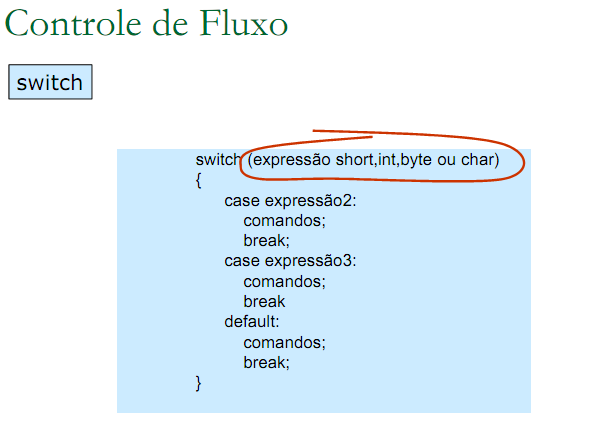 Controle de Fluxo
switch
switch (expressão short,int,byte ou char)
{
case expressão2:
comandos;
break;
case expressão3:
comandos;
break
default:
comandos;
break;
}